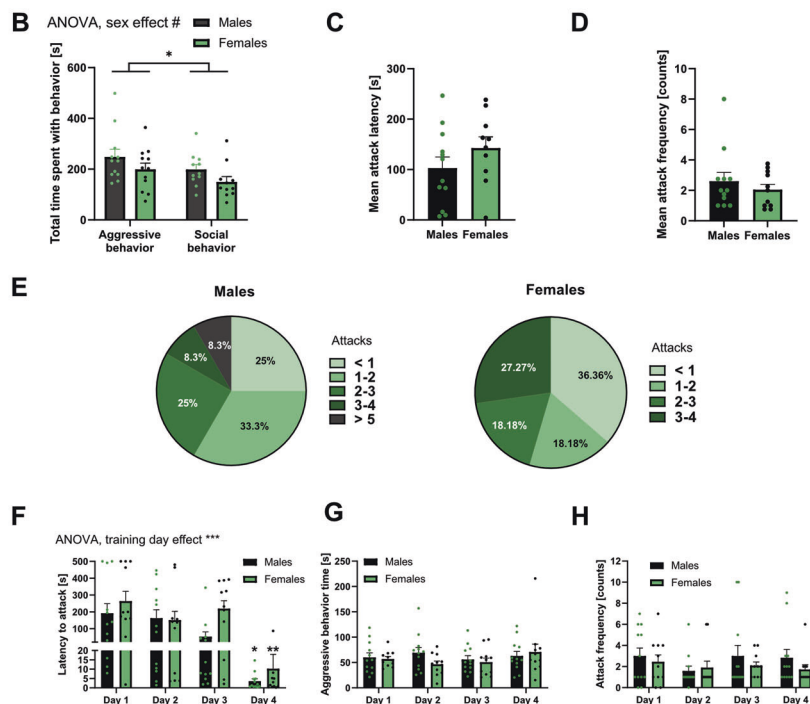 B
ANOVA, sex effect #
Males
Females
*
Total time spent with behavior [s]
600
400
200
0
Aggressive behavior
Social behavior
C
Mean attack latency [s]
300
200
100
0
Males Females
D
Mean attack frequency [counts]
10
8
6
4
2
0
Males Females
E
Males
8.3%
8.3%
25%
25%
33.3%
Attacks
< 1
1-2
2-3
3-4
> 5
Females
27.27%
36.36%
18.18%
18.18%
Attacks
< 1
1-2
2-3
3-4
F
ANOVA, training day effect ***
Males
Females
Latency to attack [s]
500
400
300
200
100
20
15
10
5
0
* **
Day 1 Day 2 Day 3 Day 4
G
Males
Females
Aggressive behavior time [s]
250
200
150
100
50
0
Day 1 Day 2 Day 3 Day 4
H
Males
Females
Attack frequency [counts]
12
10
8
6
4
2
0
Day 1 Day 2 Day 3 Day 4